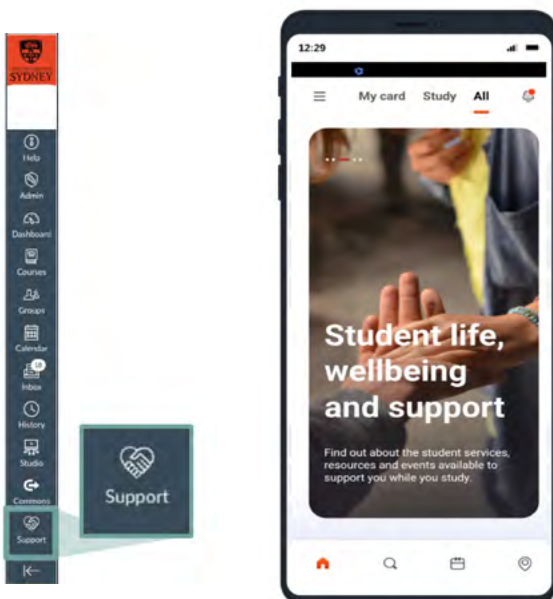 SYDNEY
Help
Admin
Dashboard
Courses
Groups
Calendar
18
Inbox
History
Studio
Commons
Support
Support
12:29
My card Study All
Student life,
wellbeing
and support
Find out about the student services,
resources and events available to
support you while you study.